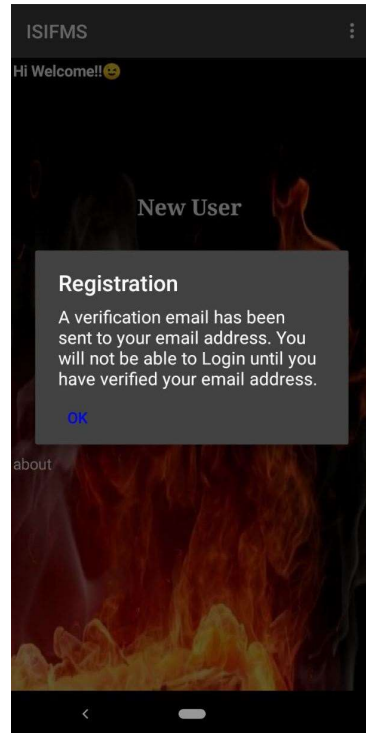 ISIFMS
Hi Welcome!!😉
New User
Registration
A verification email has been
sent to your email address. You
will not be able to Login until you
have verified your email address.
OK
about